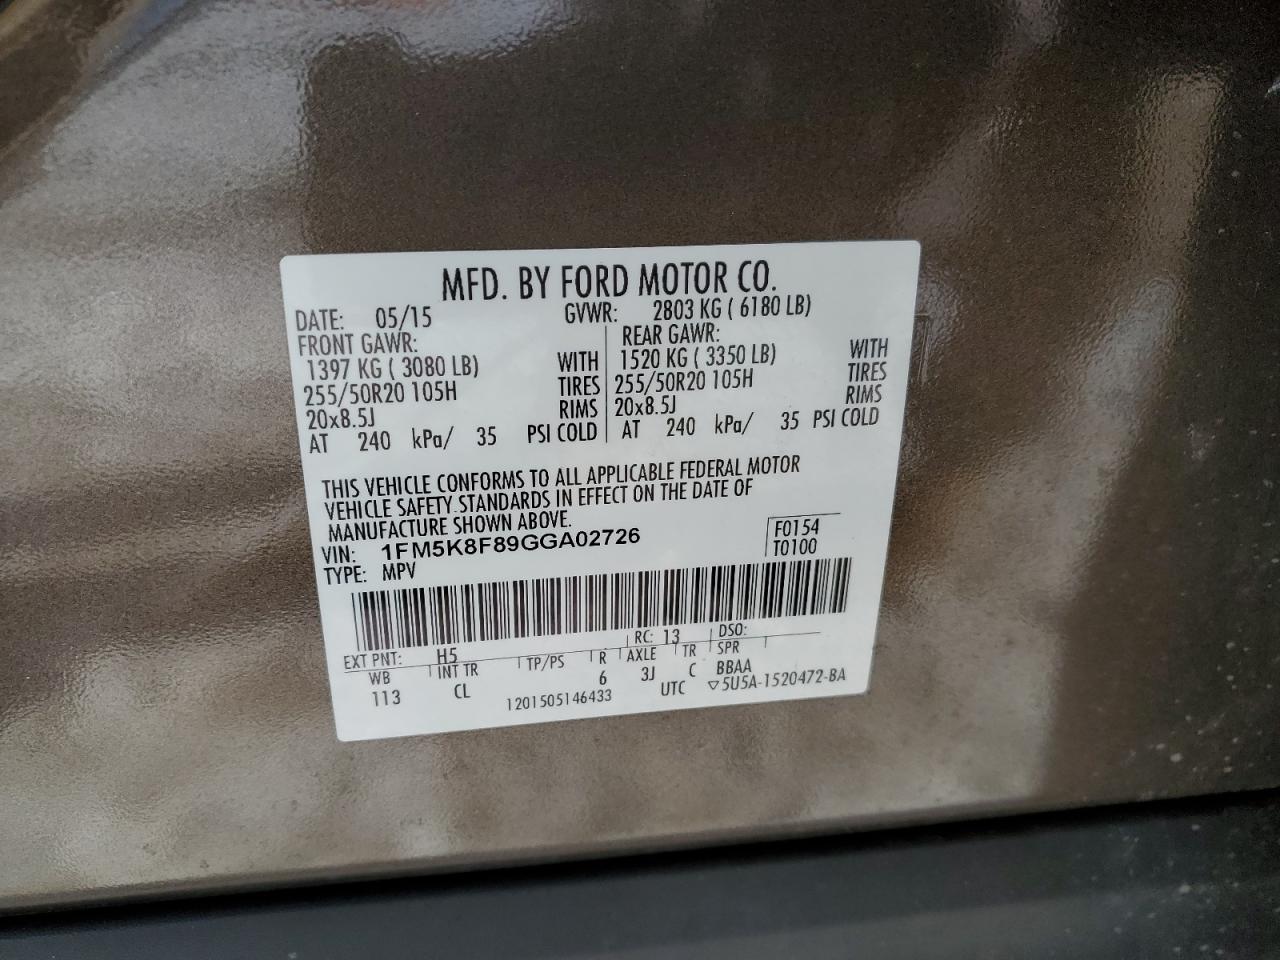 MFD. BY FORD MOTOR CO.
DATE: 05/15 GVWR: 2803 KG ( 6180 LB)
FRONT GAWR: REAR GAWR:
1397 KG ( 3080 LB) WITH 1520 KG ( 3350 LB) WITH
255/50R20 105H TIRES 255/50R20 105H TIRES
20x8.5J RIMS 20x8.5J RIMS
AT 240 kPa/ 35 PSI COLD AT 240 kPa/ 35 PSI COLD
THIS VEHICLE CONFORMS TO ALL APPLICABLE FEDERAL MOTOR
VEHICLE SAFETY STANDARDS IN EFFECT ON THE DATE OF
MANUFACTURE SHOWN ABOVE.
VIN: 1FM5K8F89GGA02726 F0154
TYPE: MPV T0100
EXT PNT: H5 RC: 13 DSO:
WB INT TR TP/PS R AXLE TR SPR
113 CL 6 3J C BBAA
1201505146433 UTC ▽5U5A-1520472-BA